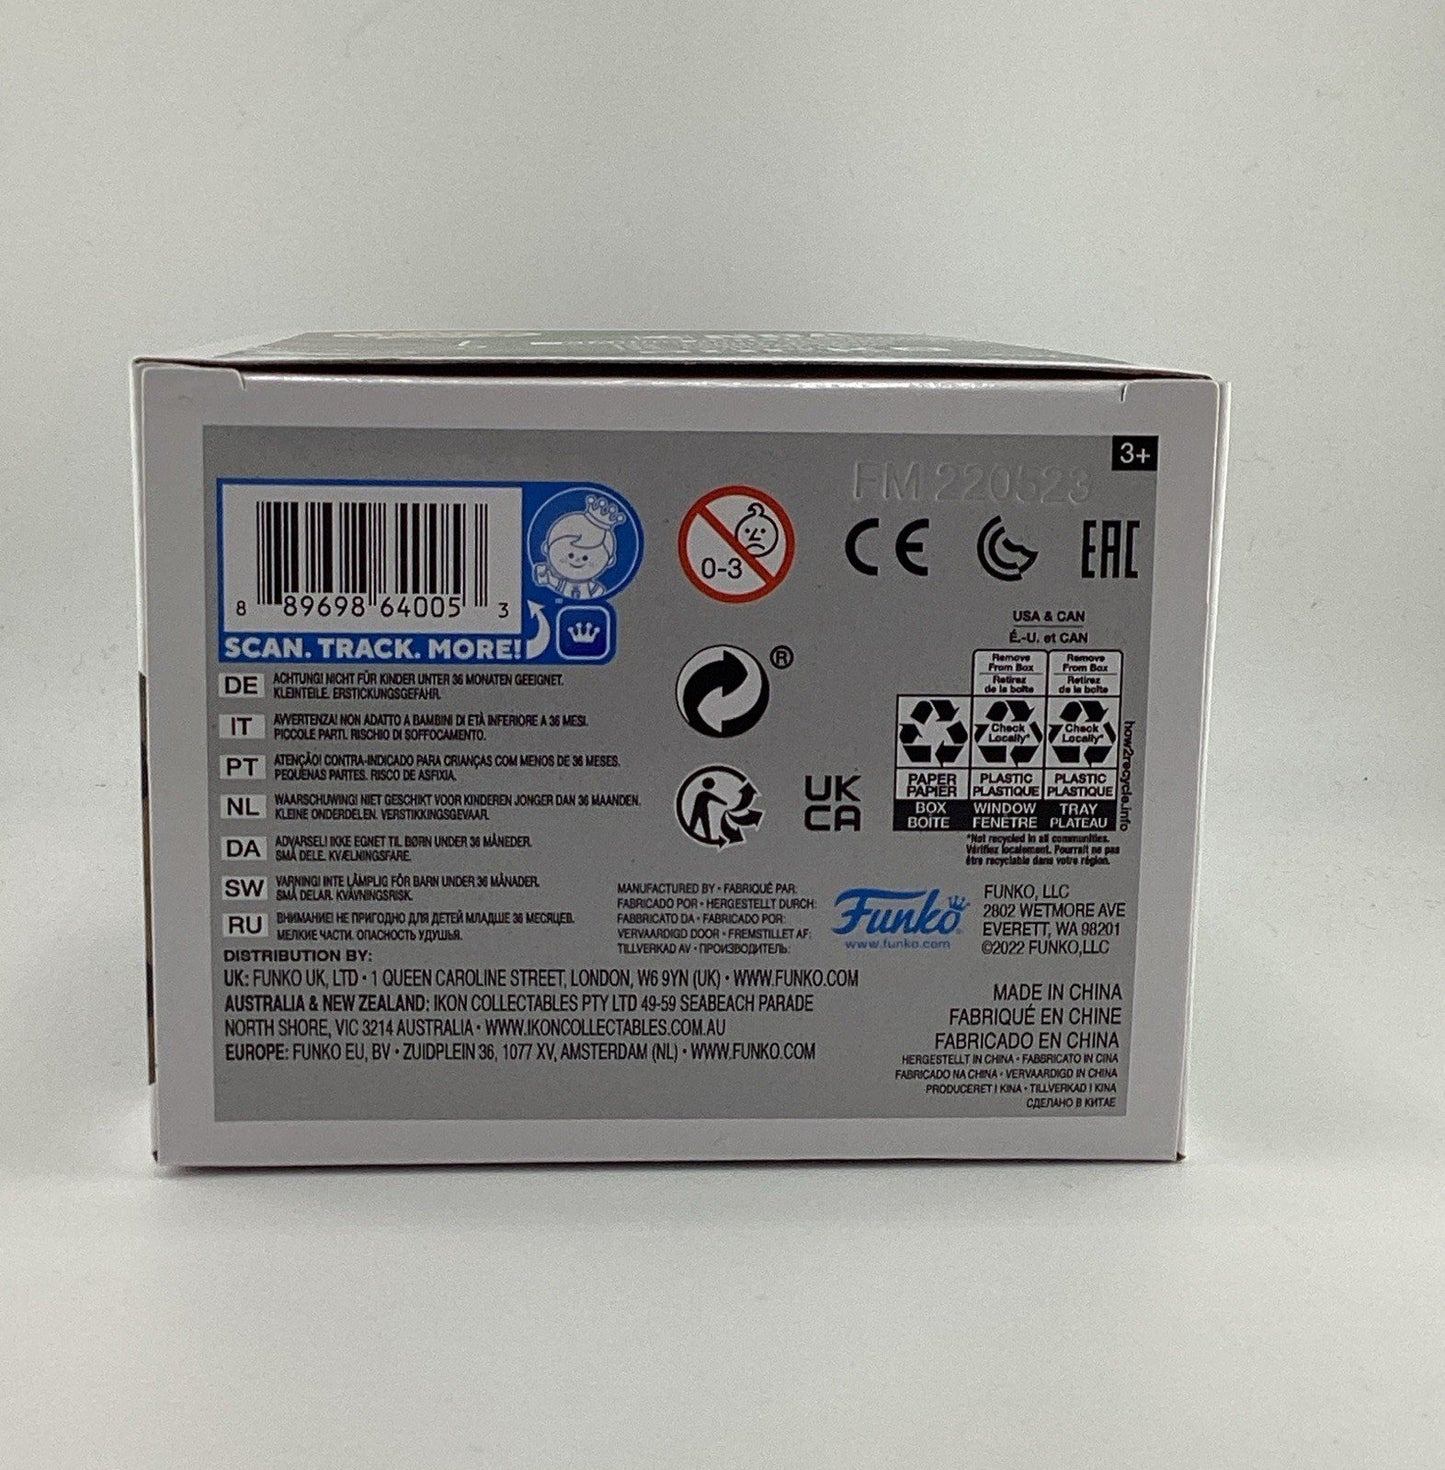 3+
FM 220523
8 89698 64005 3
SCAN. TRACK. MORE!
0-3
CE
EAC
®
UK
CA
USA & CAN
É.-U. et CAN
Remove From Box
Retirez de la boîte
Remove From Box
Retirez de la boîte
Check Locally*
Check Locally*
PAPER PAPIER
PLASTIC PLASTIQUE
PLASTIC PLASTIQUE
BOX BOÎTE
WINDOW FENÊTRE
TRAY PLATEAU
how2recycle.info
*Not recycled in all communities.
Vérifiez localement. Pourrait ne pas
être recyclable dans votre région.
DE ACHTUNG! NICHT FÜR KINDER UNTER 36 MONATEN GEEIGNET.
KLEINTEILE. ERSTICKUNGSGEFAHR.
IT AVVERTENZA! NON ADATTO A BAMBINI DI ETÀ INFERIORE A 36 MESI.
PICCOLE PARTI. RISCHIO DI SOFFOCAMENTO.
PT ATENÇÃO! CONTRA-INDICADO PARA CRIANÇAS COM MENOS DE 36 MESES.
PEQUENAS PARTES. RISCO DE ASFIXIA.
NL WAARSCHUWING! NIET GESCHIKT VOOR KINDEREN JONGER DAN 36 MAANDEN.
KLEINE ONDERDELEN. VERSTIKKINGSGEVAAR.
DA ADVARSEL! IKKE EGNET TIL BØRN UNDER 36 MÅNEDER.
SMÅ DELE. KVÆLNINGSFARE.
SW VARNING! INTE LÄMPLIG FÖR BARN UNDER 36 MÅNADER.
SMÅ DELAR. KVÄVNINGSRISK.
RU ВНИМАНИЕ! НЕ ПРИГОДНО ДЛЯ ДЕТЕЙ МЛАДШЕ 36 МЕСЯЦЕВ.
МЕЛКИЕ ЧАСТИ. ОПАСНОСТЬ УДУШЬЯ.
MANUFACTURED BY • FABRIQUÉ PAR:
FABRICADO POR • HERGESTELLT DURCH:
FABBRICATO DA • FABRICADO POR:
VERVAARDIGD DOOR • FREMSTILLET AF:
TILLVERKAD AV • ПРОИЗВОДИТЕЛЬ:
Funko
www.funko.com
FUNKO, LLC
2802 WETMORE AVE
EVERETT, WA 98201
©2022 FUNKO,LLC
DISTRIBUTION BY:
UK: FUNKO UK, LTD • 1 QUEEN CAROLINE STREET, LONDON, W6 9YN (UK) • WWW.FUNKO.COM
AUSTRALIA & NEW ZEALAND: IKON COLLECTABLES PTY LTD 49-59 SEABEACH PARADE
NORTH SHORE, VIC 3214 AUSTRALIA • WWW.IKONCOLLECTABLES.COM.AU
EUROPE: FUNKO EU, BV • ZUIDPLEIN 36, 1077 XV, AMSTERDAM (NL) • WWW.FUNKO.COM
MADE IN CHINA
FABRIQUÉ EN CHINE
FABRICADO EN CHINA
HERGESTELLT IN CHINA • FABBRICATO IN CINA
FABRICADO NA CHINA • VERVAARDIGD IN CHINA
PRODUCERET I KINA • TILLVERKAD I KINA
СДЕЛАНО В КИТАЕ